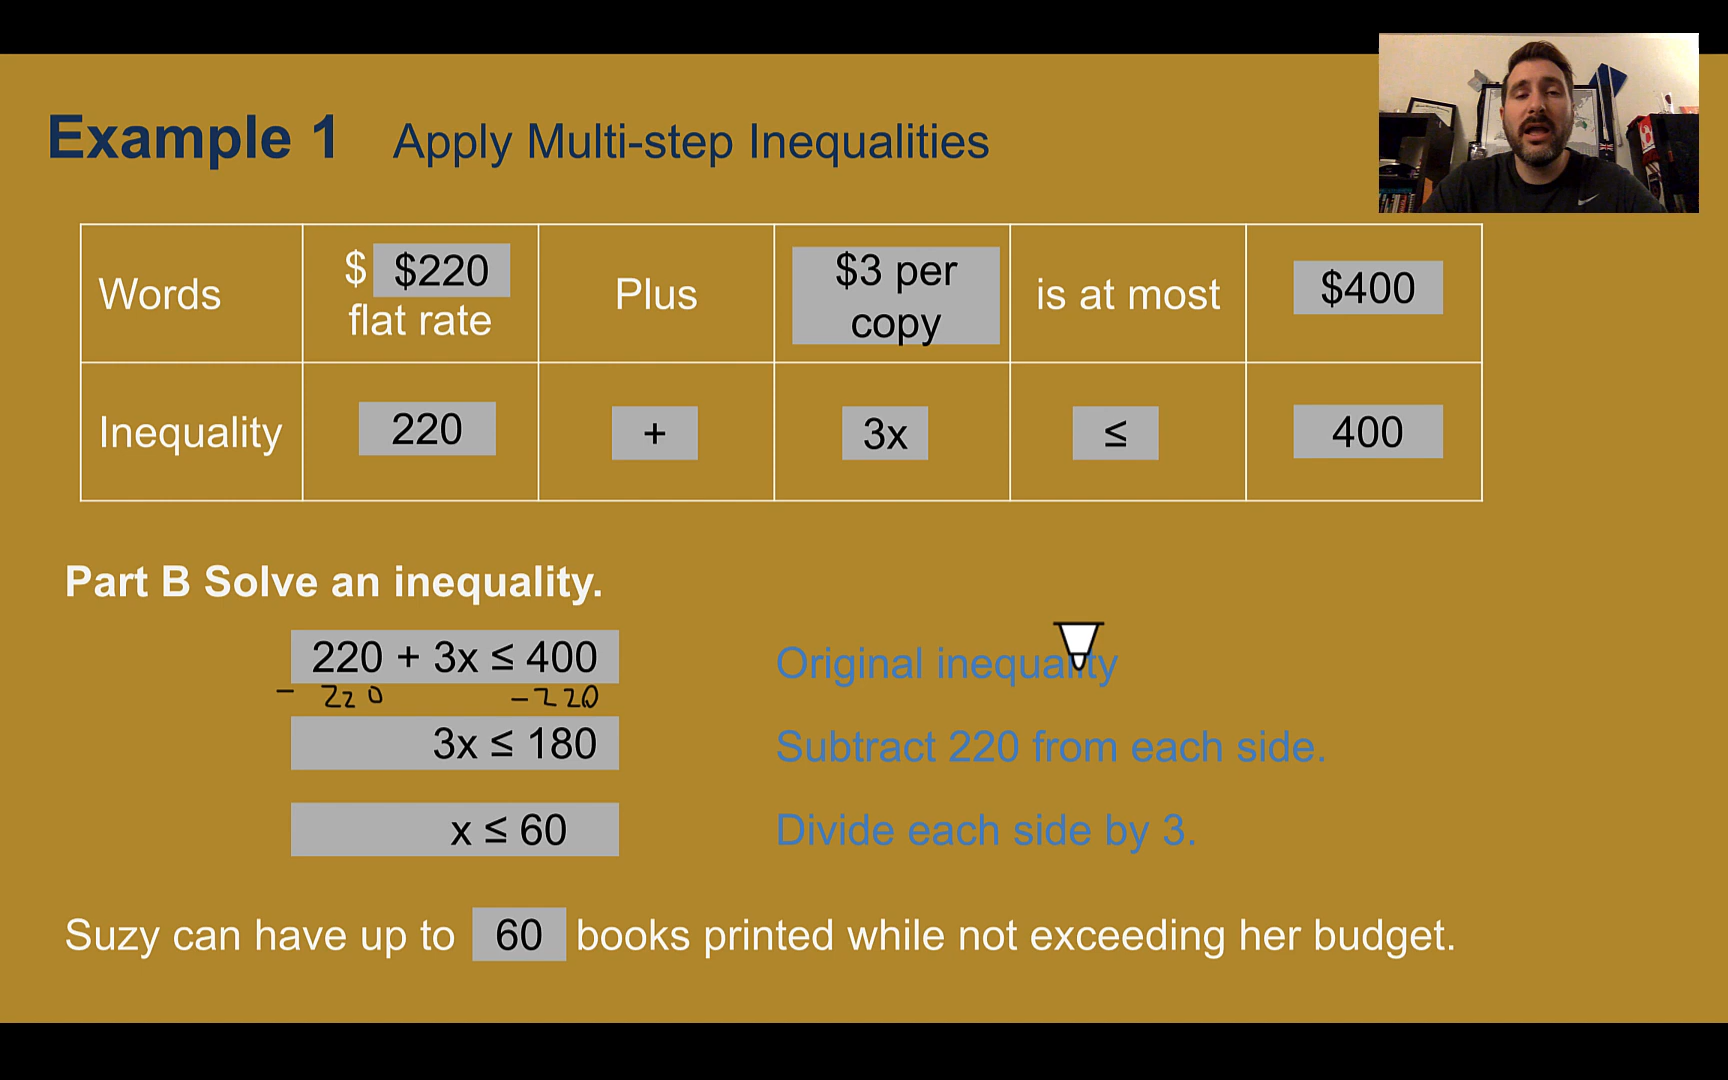 Example 1 Apply Multi-step Inequalities
Words $ $220 flat rate Plus $3 per copy is at most $400
Inequality 220 + 3x ≤ 400
Part B Solve an inequality.
220 + 3x ≤ 400 Original inequality
- 220 -220
3x ≤ 180 Subtract 220 from each side.
x ≤ 60 Divide each side by 3.
Suzy can have up to 60 books printed while not exceeding her budget.